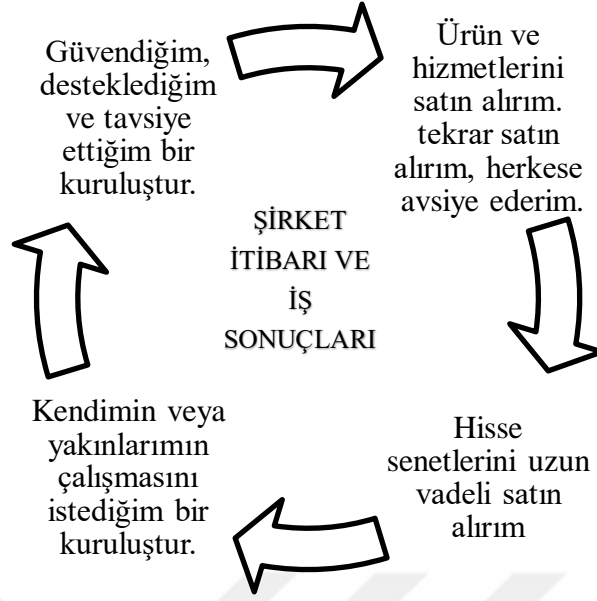 Güvendiğim,
desteklediğim
ve tavsiye
ettiğim bir
kuruluştur.
Ürün ve
hizmetlerini
satın alırım.
tekrar satın
alırım, herkese
avsiye ederim.
ŞİRKET
İTİBARI VE
İŞ
SONUÇLARI
Kendimin veya
yakınlarımın
çalışmasını
istediğim bir
kuruluştur.
Hisse
senetlerini uzun
vadeli satın
alırım